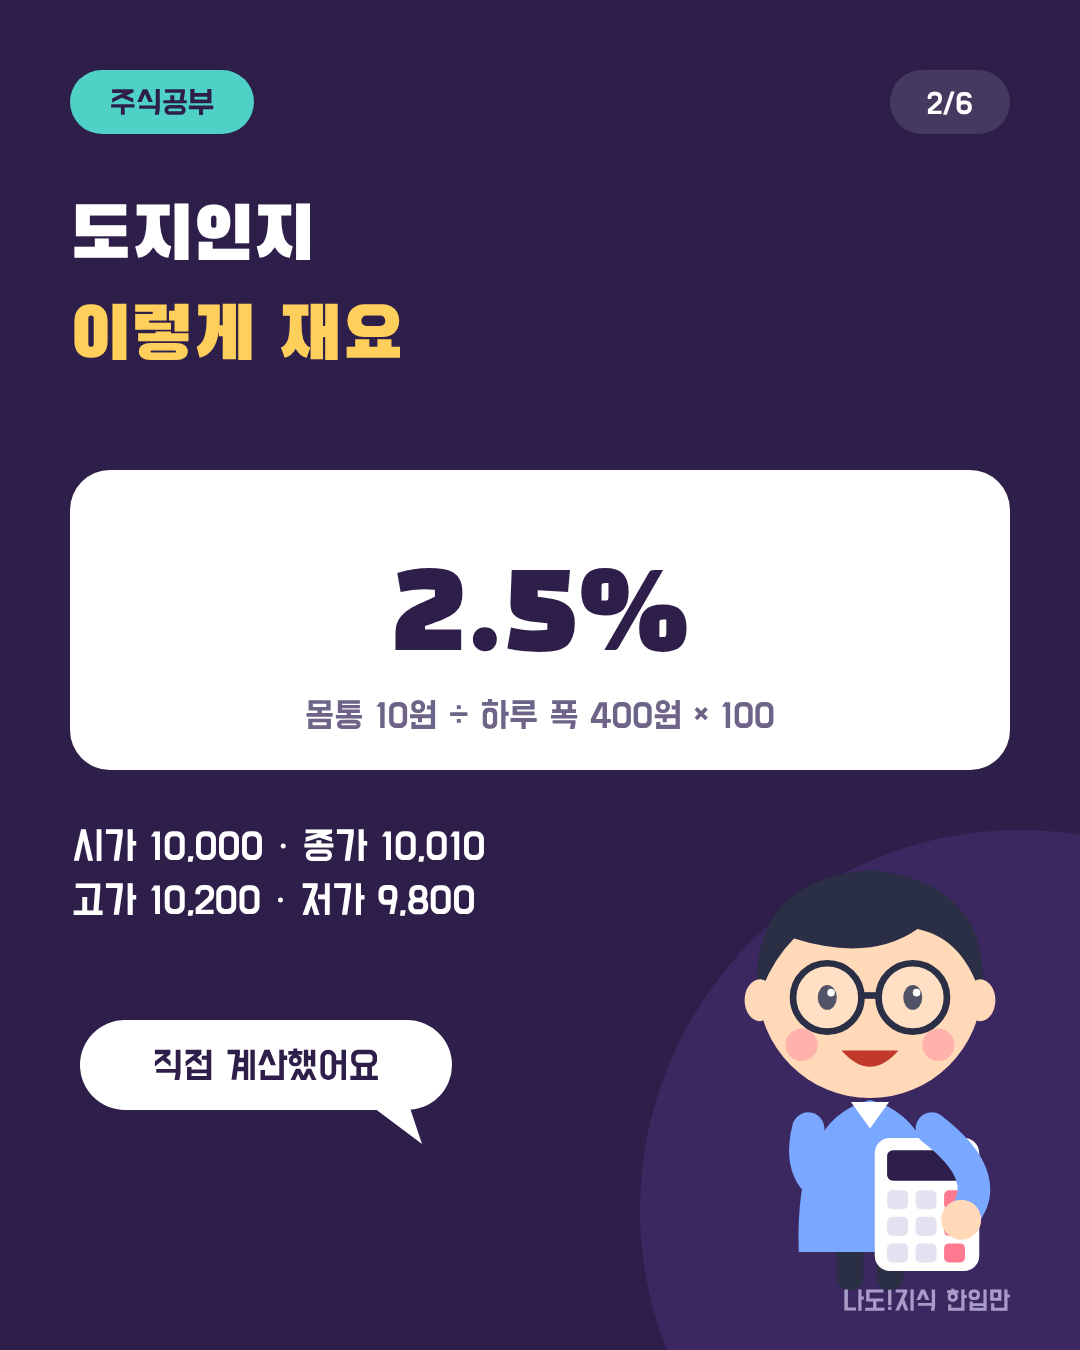 주식공부
2/6
도지인지
이렇게 재요
2.5%
몸통 10원 ÷ 하루 폭 400원 × 100
시가 10,000 · 종가 10,010
고가 10,200 · 저가 9,800
직접 계산했어요
나도!지식 한입만